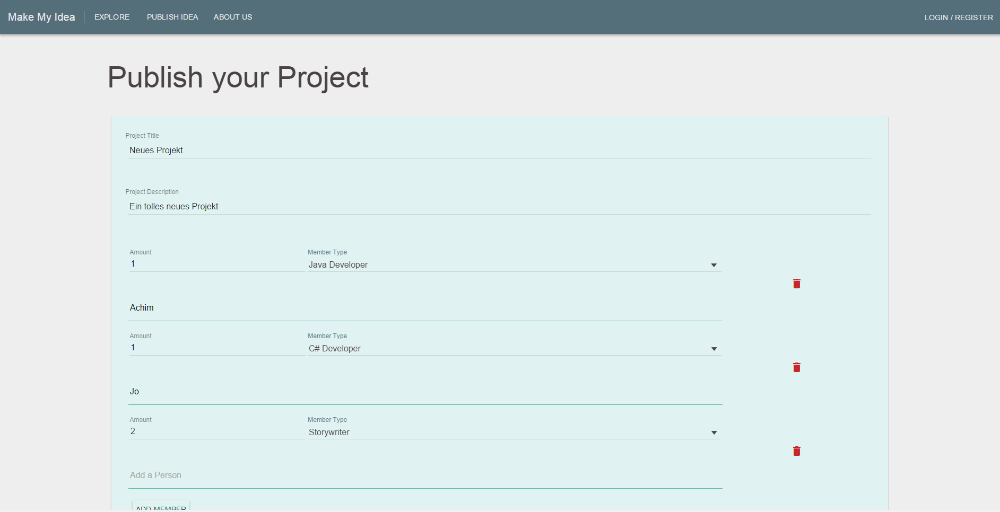 Make My Idea EXPLORE PUBLISH IDEA ABOUT US LOGIN / REGISTER
Publish your Project
Project Title
Neues Projekt
Project Description
Ein tolles neues Projekt
Amount Member Type
1 Java Developer
Achim
Amount Member Type
1 C# Developer
Jo
Amount Member Type
2 Storywriter
Add a Person
ADD MEMBER